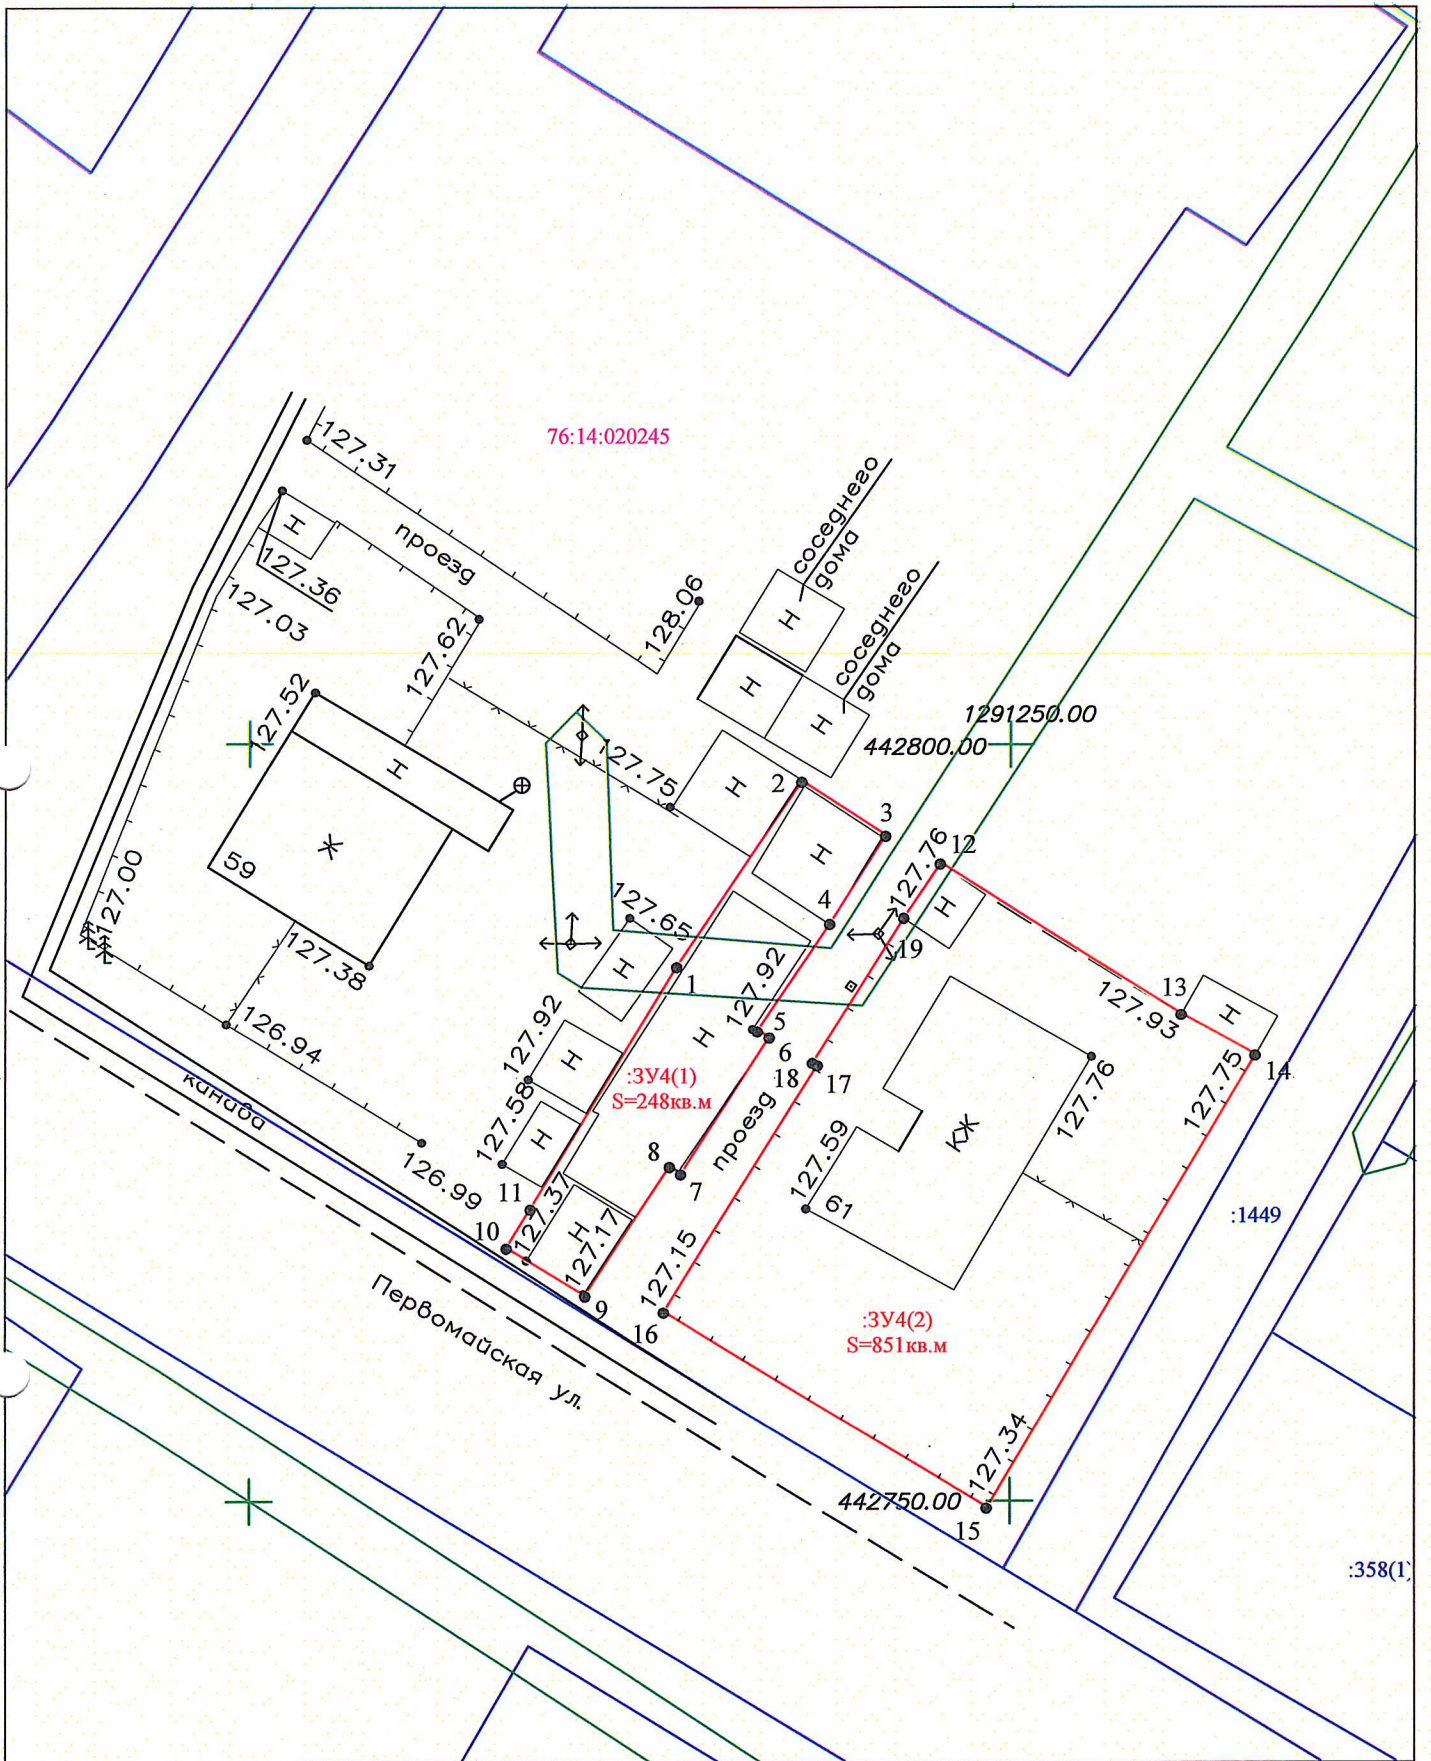 76:14:020245
127.31
проезд
Н
127.36
127.03
127.62
128.06
соседнего
дома
Н
соседнего
дома
Н
Н
127.52
Н
Ж
59
127.75
Н
2
3
Н
4
1291250.00
442800.00
127.76
12
Н
19
127.00
127.38
126.94
канава
126.99
127.65
Н
1
127.92
Н
127.58
Н
127.92
Н
5
6
:ЗУ4(1)
S=248кв.м
18
17
проезд
8
7
11
10
127.37
Н
127.17
9
127.15
16
13
127.93
Н
14
127.75
127.76
КЖ
127.59
61
:ЗУ4(2)
S=851кв.м
:1449
Первомайская ул.
127.34
442750.00
15
:358(1)